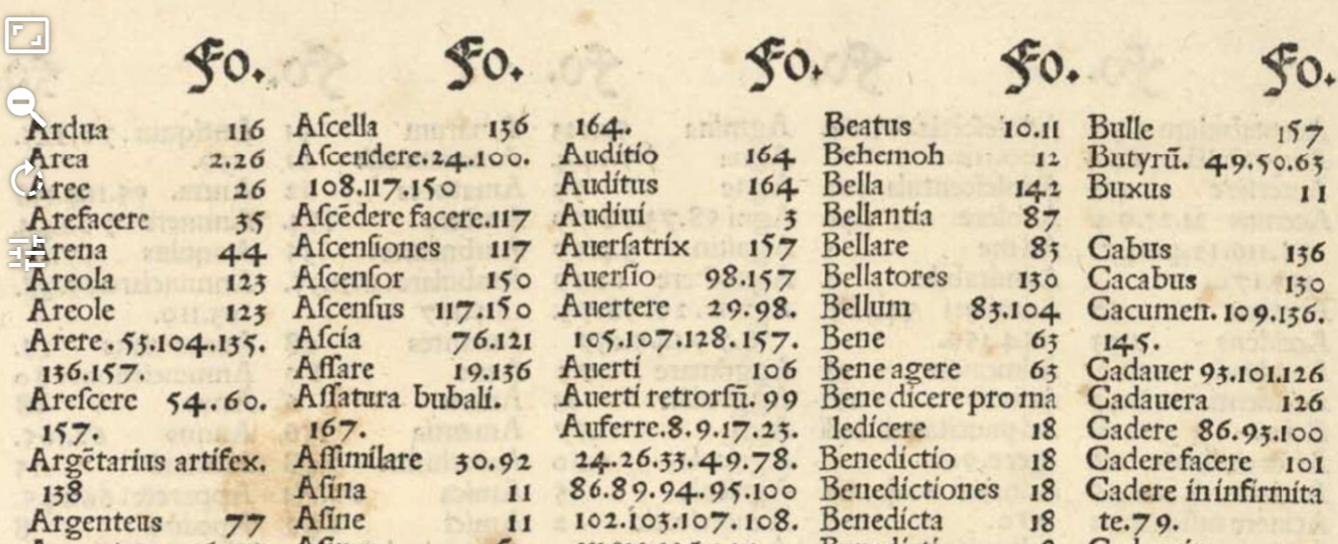 Fo.
Ardua 116
Area 2.26
Aree 26
Arefacere 35
Arena 44
Areola 123
Areole 123
Arere. 53.104.135.
136.157.
Areſcere 54.60.
157.
Argētarius artifex.
138
Argenteus 77
Fo.
Aſcella 136
Aſcendere. 24.100.
108.117.150
Aſcēdere facere. 117
Aſcenſiones 117
Aſcenſor 150
Aſcenſus 117.150
Aſcia 76.121
Aſſare 19.136
Aſſatura bubali.
167.
Aſſimilare 30.92
Aſina 11
Aſine 11
Fo.
164.
Auditio 164
Auditus 164
Audiui 3
Auerſatrix 157
Auerſio 98.157
Auertere 29.98.
105.107.128.157.
Auerti 106
Auerti retrorſū. 99
Auferre. 8.9.17.25.
24.26.33.49.78.
86.89.94.95.100
102.103.107.108.
Fo.
Beatus 10.11
Behemoh 12
Bella 142
Bellantia 87
Bellare 83
Bellatores 150
Bellum 83.104
Bene 63
Bene agere 63
Bene dicere pro ma
ledicere 18
Benedictio 18
Benedictiones 18
Benedicta 18
Fo.
Bulle 157
Butyrū. 49.50.63
Buxus 11
Cabus 136
Cacabus 130
Cacumen. 109.136.
145.
Cadauer 93.101.126
Cadauera 126
Cadere 86.93.100
Cadere facere 101
Cadere in infirmita
te. 79.